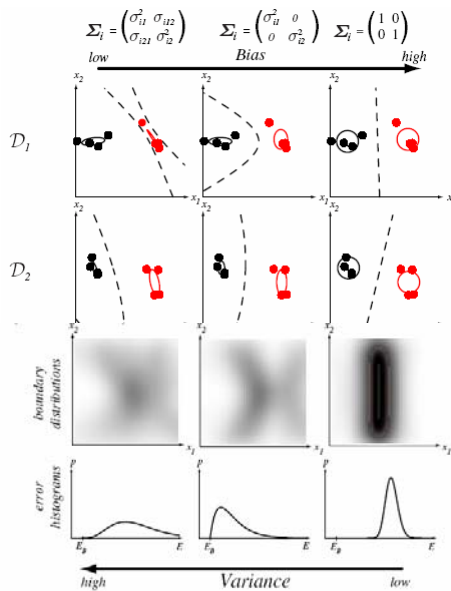 Σi = (σ²i1 σi12 σi21 σ²i2) Σi = (σ²i1 0 0 σ²i2) Σi = (1 0 0 1)
low Bias high
x2 x2 x2
D1
x1 x1 x
x2 x2 x2
D2
x2 x2 x2
boundary distributions
x1 x1 x1
p p p
error histograms
EB E EB E EB E
high Variance low